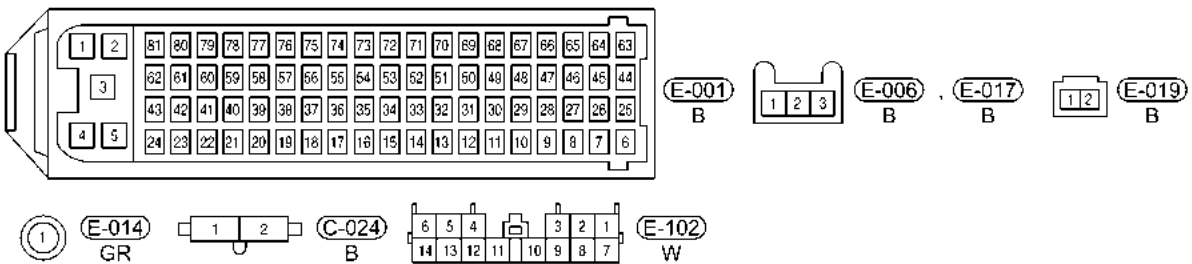 1 2 81 80 79 78 77 76 75 74 73 72 71 70 69 68 67 66 65 64 63
3 62 61 60 59 58 57 56 55 54 53 52 51 50 49 48 47 46 45 44
43 42 41 40 39 38 37 36 35 34 33 32 31 30 29 28 27 26 25
4 5 24 23 22 21 20 19 18 17 16 15 14 13 12 11 10 9 8 7 6
E-001
B
1 2 3
E-006 , E-017
B B
1 2
E-019
B
1
E-014
GR
1 2
C-024
B
6 5 4 3 2 1
14 13 12 11 10 9 8 7
E-102
W